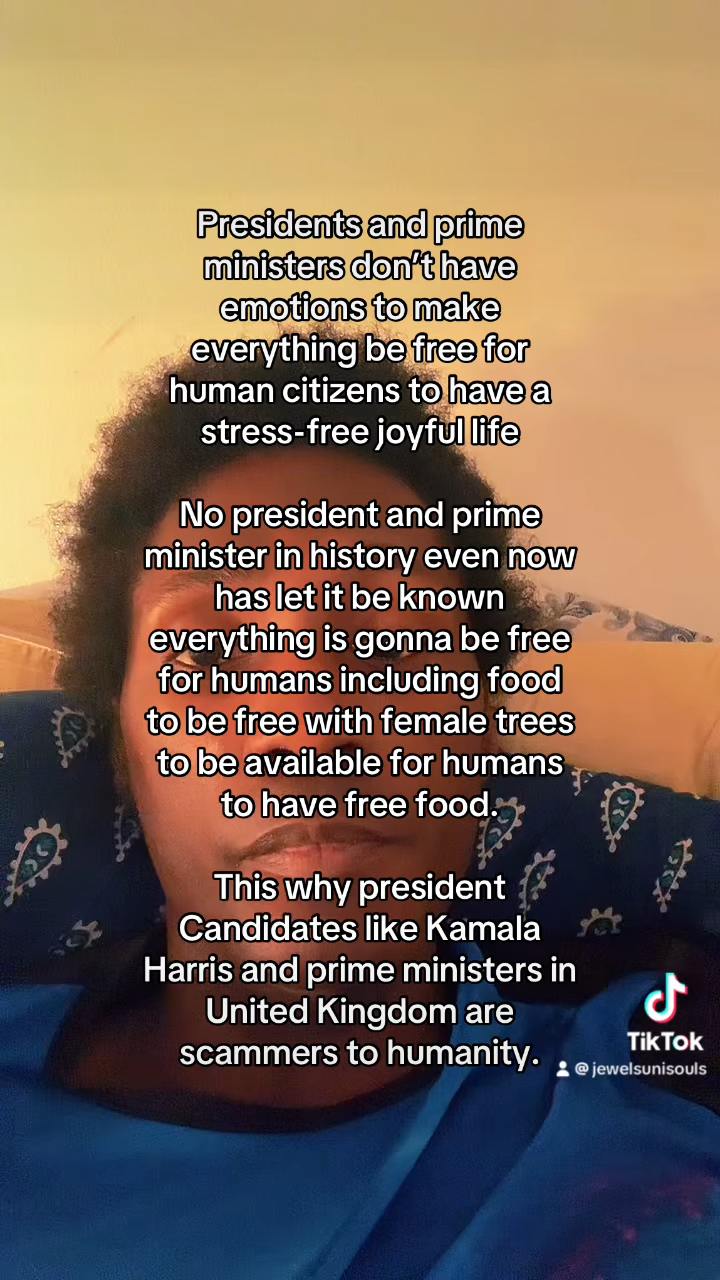 Presidents and prime
ministers don’t have
emotions to make
everything be free for
human citizens to have a
stress-free joyful life
No president and prime
minister in history even now
has let it be known
everything is gonna be free
for humans including food
to be free with female trees
to be available for humans
to have free food.
This why president
Candidates like Kamala
Harris and prime ministers in
United Kingdom are
scammers to humanity.
TikTok
@jewelsunisouls